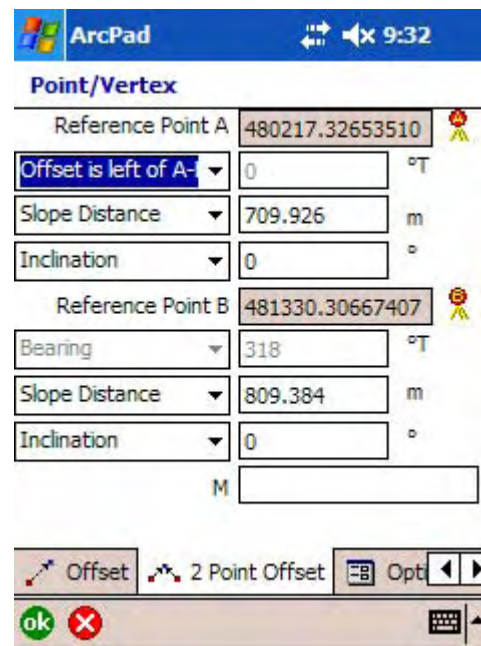 ArcPad 9:32
Point/Vertex
Reference Point A 480217.32653510
Offset is left of A- 0 °T
Slope Distance 709.926 m
Inclination 0 °
Reference Point B 481330.30667407
Bearing 318 °T
Slope Distance 809.384 m
Inclination 0 °
M
Offset 2 Point Offset Opti
ok